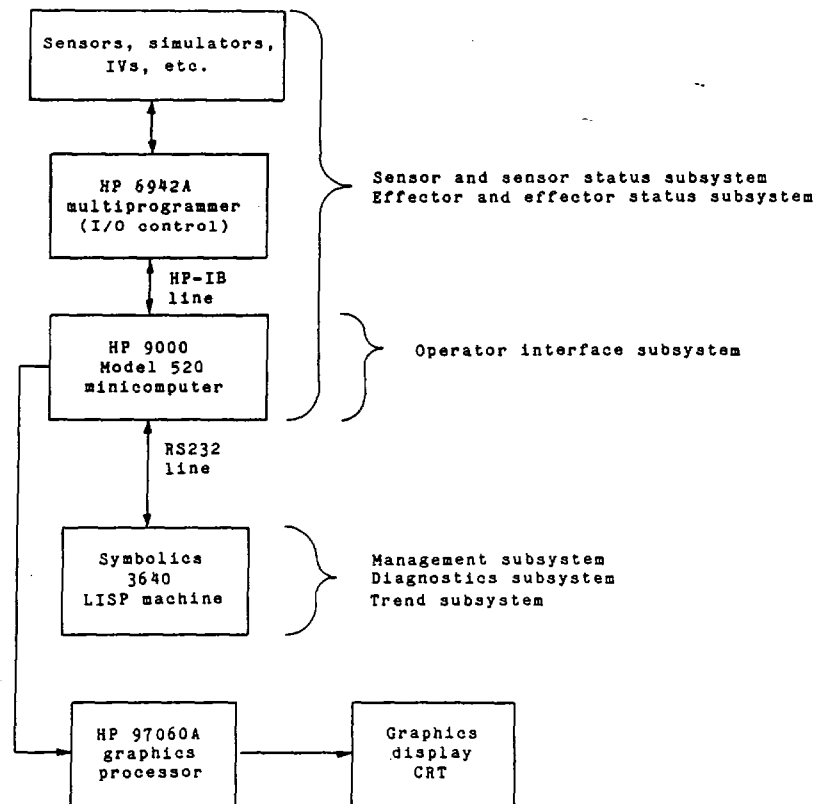 Sensors, simulators,
IVs, etc.
HP 6942A
multiprogrammer
(I/O control)
Sensor and sensor status subsystem
Effector and effector status subsystem
HP-IB
line
HP 9000
Model 520
minicomputer
Operator interface subsystem
RS232
line
Symbolics
3640
LISP machine
Management subsystem
Diagnostics subsystem
Trend subsystem
HP 97060A
graphics
processor
Graphics
display
CRT